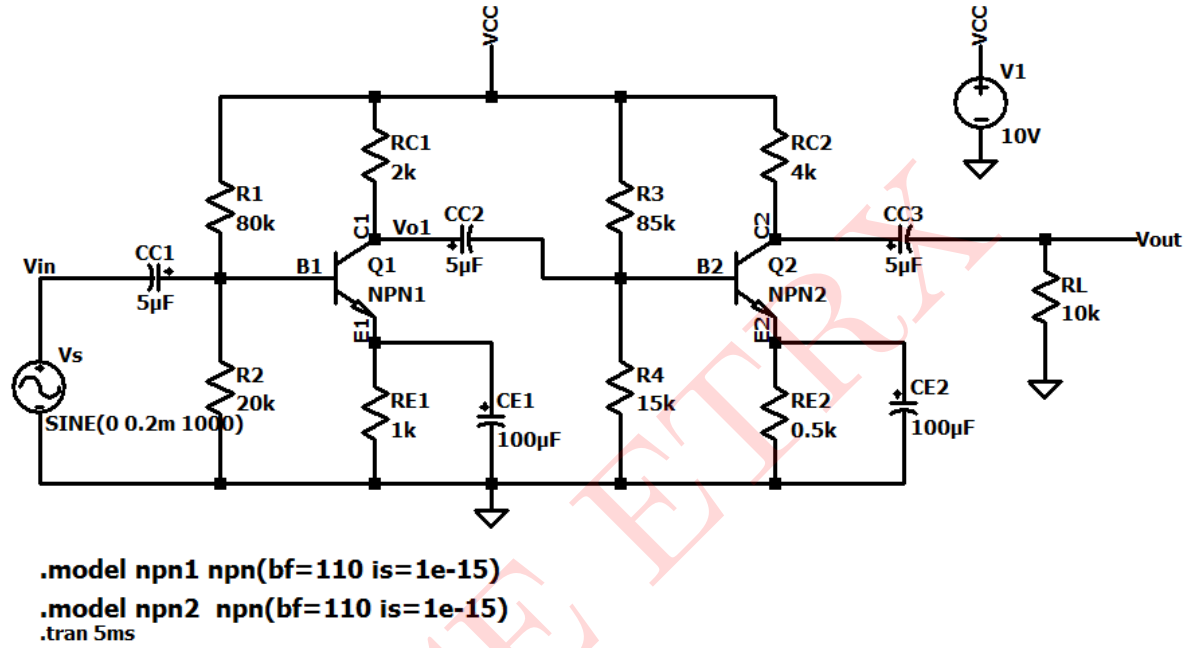 VCC
VCC
V1
10V
RC1
2k
RC2
4k
R1
80k
R3
85k
C1
Vo1
CC2
5µF
C2
CC3
5µF
Vout
Vin
CC1
5µF
B1
Q1
NPN1
B2
Q2
NPN2
RL
10k
E1
E2
Vs
SINE(0 0.2m 1000)
R2
20k
RE1
1k
CE1
100µF
R4
15k
RE2
0.5k
CE2
100µF
.model npn1 npn(bf=110 is=1e-15)
.model npn2 npn(bf=110 is=1e-15)
.tran 5ms
ETRX